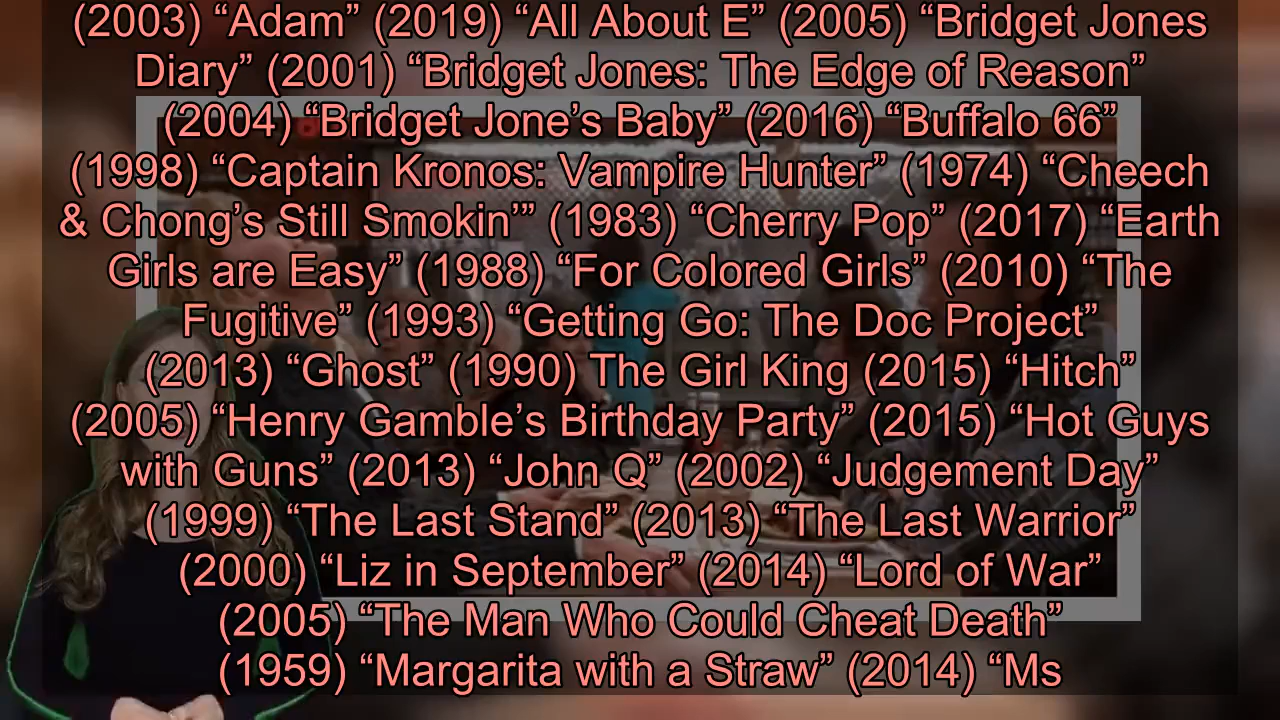 (2003) “Adam” (2019) “All About E” (2005) “Bridget Jones
Diary” (2001) “Bridget Jones: The Edge of Reason”
(2004) “Bridget Jone’s Baby” (2016) “Buffalo 66”
(1998) “Captain Kronos: Vampire Hunter” (1974) “Cheech
& Chong’s Still Smokin’” (1983) “Cherry Pop” (2017) “Earth
Girls are Easy” (1988) “For Colored Girls” (2010) “The
Fugitive” (1993) “Getting Go: The Doc Project”
(2013) “Ghost” (1990) The Girl King (2015) “Hitch”
(2005) “Henry Gamble’s Birthday Party” (2015) “Hot Guys
with Guns” (2013) “John Q” (2002) “Judgement Day”
(1999) “The Last Stand” (2013) “The Last Warrior”
(2000) “Liz in September” (2014) “Lord of War”
(2005) “The Man Who Could Cheat Death”
(1959) “Margarita with a Straw” (2014) “Ms